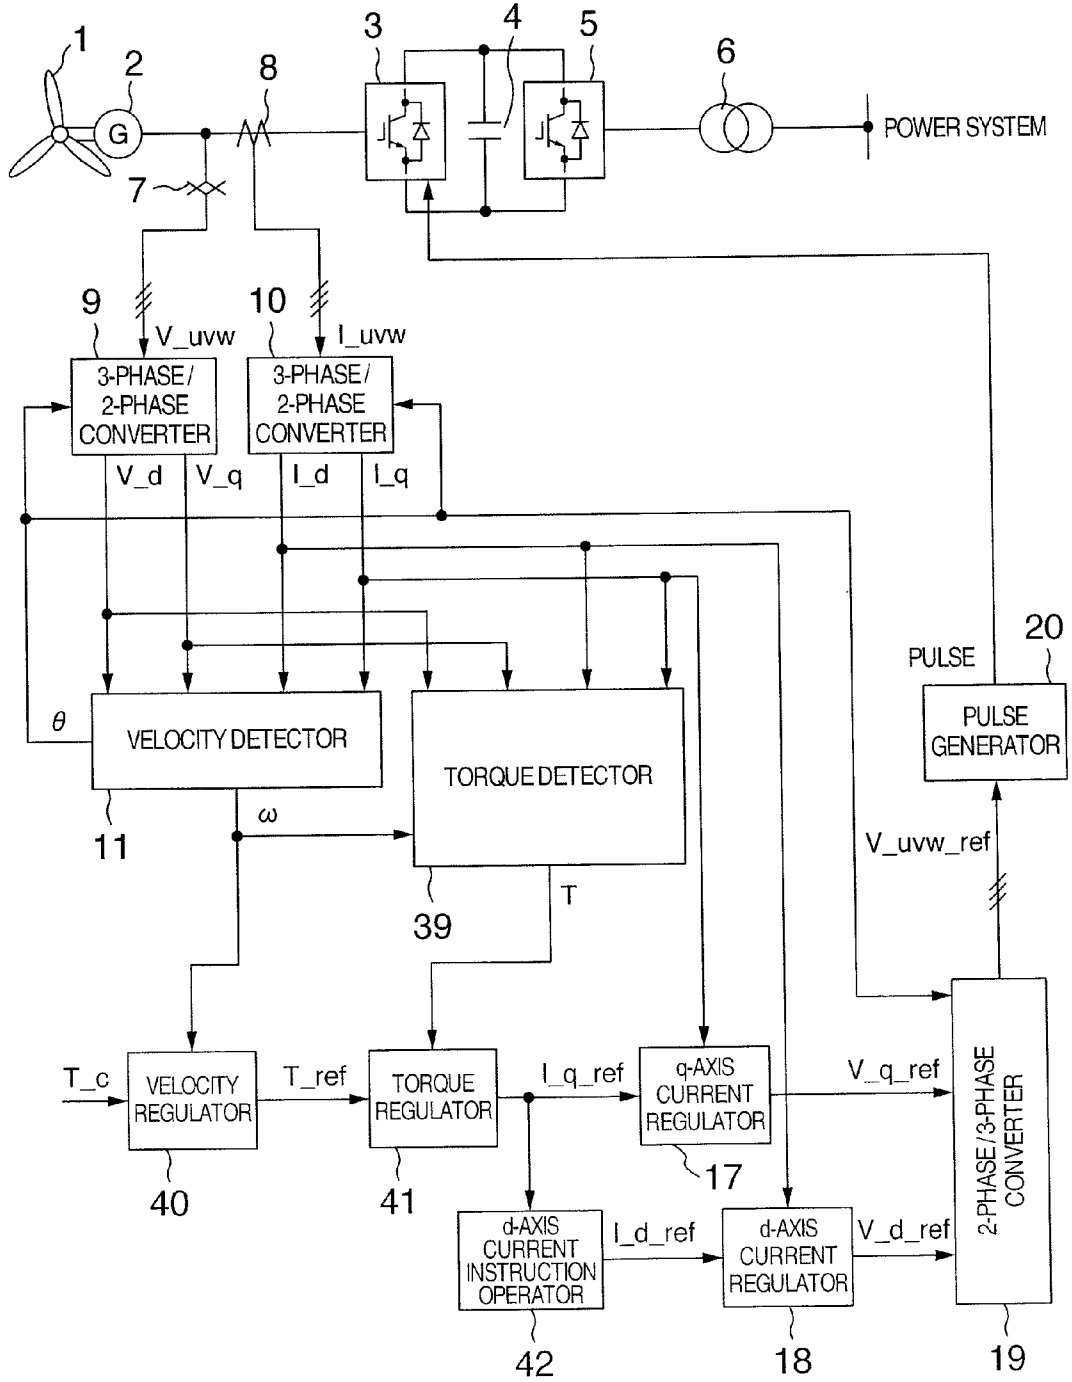 1
2
G
7
8
3
4
5
6
POWER SYSTEM
9
10
V_uvw
I_uvw
3-PHASE/
2-PHASE
CONVERTER
3-PHASE/
2-PHASE
CONVERTER
V_d
V_q
I_d
I_q
θ
VELOCITY DETECTOR
11
ω
TORQUE DETECTOR
39
T
PULSE
20
PULSE
GENERATOR
V_uvw_ref
T_c
VELOCITY
REGULATOR
40
T_ref
TORQUE
REGULATOR
41
I_q_ref
q-AXIS
CURRENT
REGULATOR
17
V_q_ref
d-AXIS
CURRENT
INSTRUCTION
OPERATOR
42
I_d_ref
d-AXIS
CURRENT
REGULATOR
18
V_d_ref
2-PHASE/3-PHASE
CONVERTER
19